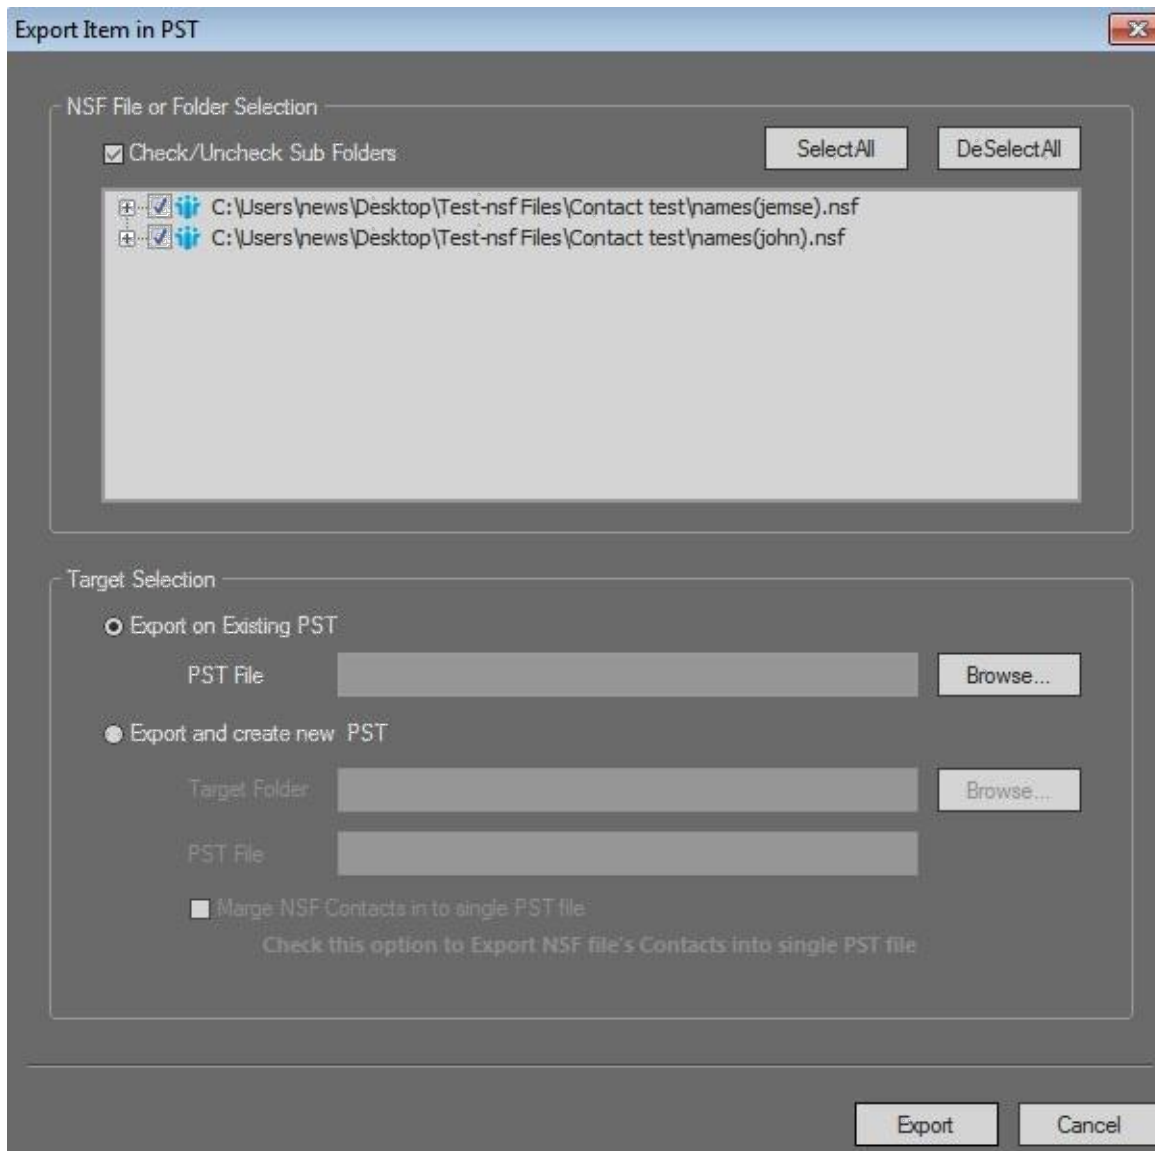 Export Item in PST
NSF File or Folder Selection
Check/Uncheck Sub Folders
SelectAll
DeSelectAll
C:\Users\news\Desktop\Test-nsf Files\Contact test\names(jemse).nsf
C:\Users\news\Desktop\Test-nsf Files\Contact test\names(john).nsf
Target Selection
Export on Existing PST
PST File
Browse...
Export and create new PST
Target Folder
Browse...
PST File
Marge NSF Contacts in to single PST file
Check this option to Export NSF file's Contacts into single PST file
Export
Cancel